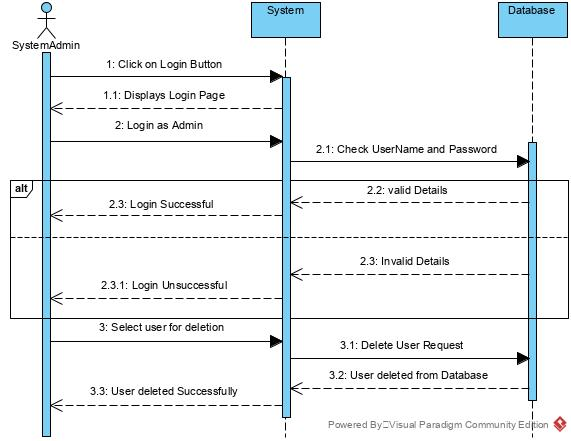 System
Database
SystemAdmin
1: Click on Login Button
1.1: Displays Login Page
2: Login as Admin
2.1: Check UserName and Password
alt
2.2: valid Details
2.3: Login Successful
2.3: Invalid Details
2.3.1: Login Unsuccessful
3: Select user for deletion
3.1: Delete User Request
3.2: User deleted from Database
3.3: User deleted Successfully
Powered By Visual Paradigm Community Edition